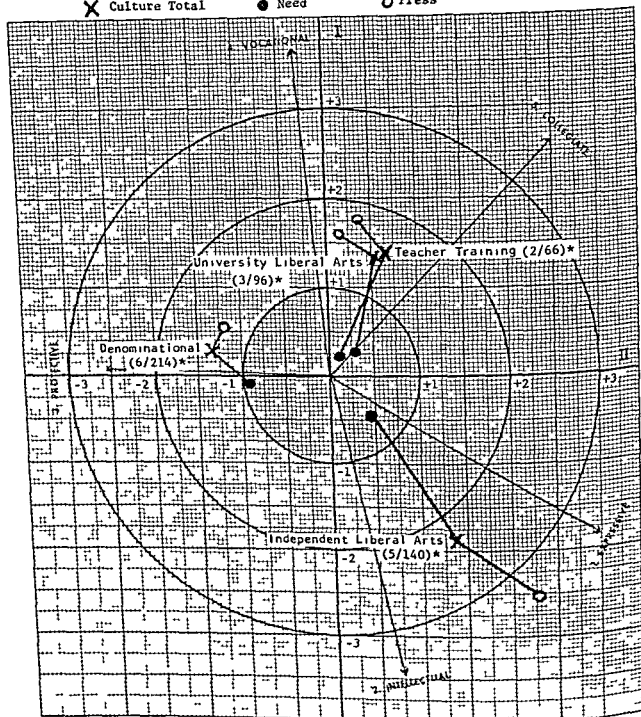 X Culture Total ● Need O Press
VOCATIONAL
I
+3
COLLEGIATE
+2
Teacher Training (2/66)*
University Liberal Arts
(3/96)*
Denominational
(6/214)*
PROTECTIVE
II
-3
-2
-1
+1
+2
+3
-1
Independent Liberal Arts
(5/140)*
-2
-3
2. INTELLECTUAL